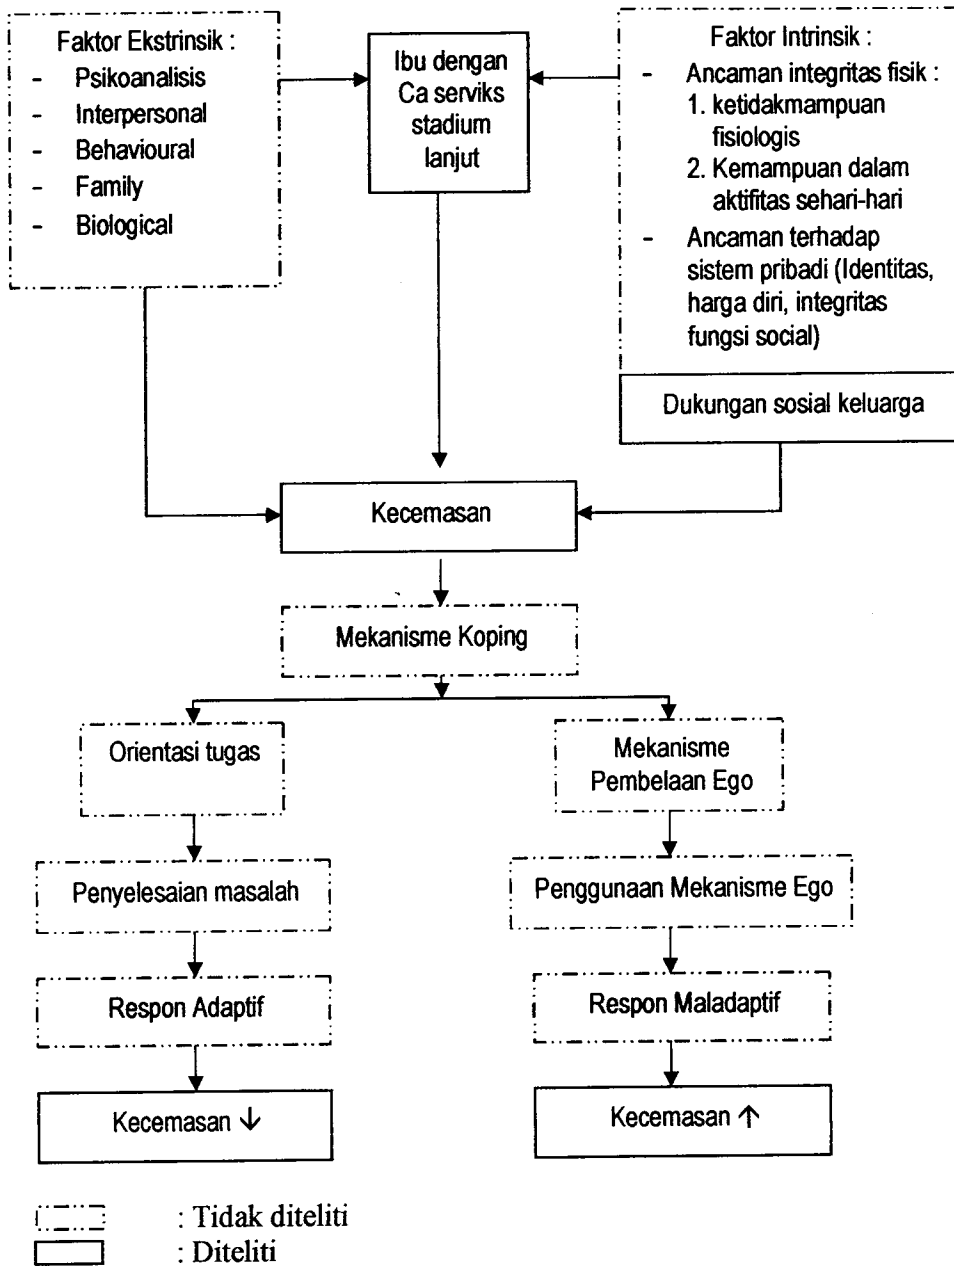 Faktor Ekstrinsik :
- Psikoanalisis
- Interpersonal
- Behavioural
- Family
- Biological
Ibu dengan
Ca serviks
stadium
lanjut
Faktor Intrinsik :
- Ancaman integritas fisik :
1. ketidakmampuan
fisiologis
2. Kemampuan dalam
aktifitas sehari-hari
- Ancaman terhadap
sistem pribadi (Identitas,
harga diri, integritas
fungsi social)
Dukungan sosial keluarga
Kecemasan
Mekanisme Koping
Orientasi tugas
Mekanisme
Pembelaan Ego
Penyelesaian masalah
Penggunaan Mekanisme Ego
Respon Adaptif
Respon Maladaptif
Kecemasan ↓
Kecemasan ↑
: Tidak diteliti
: Diteliti